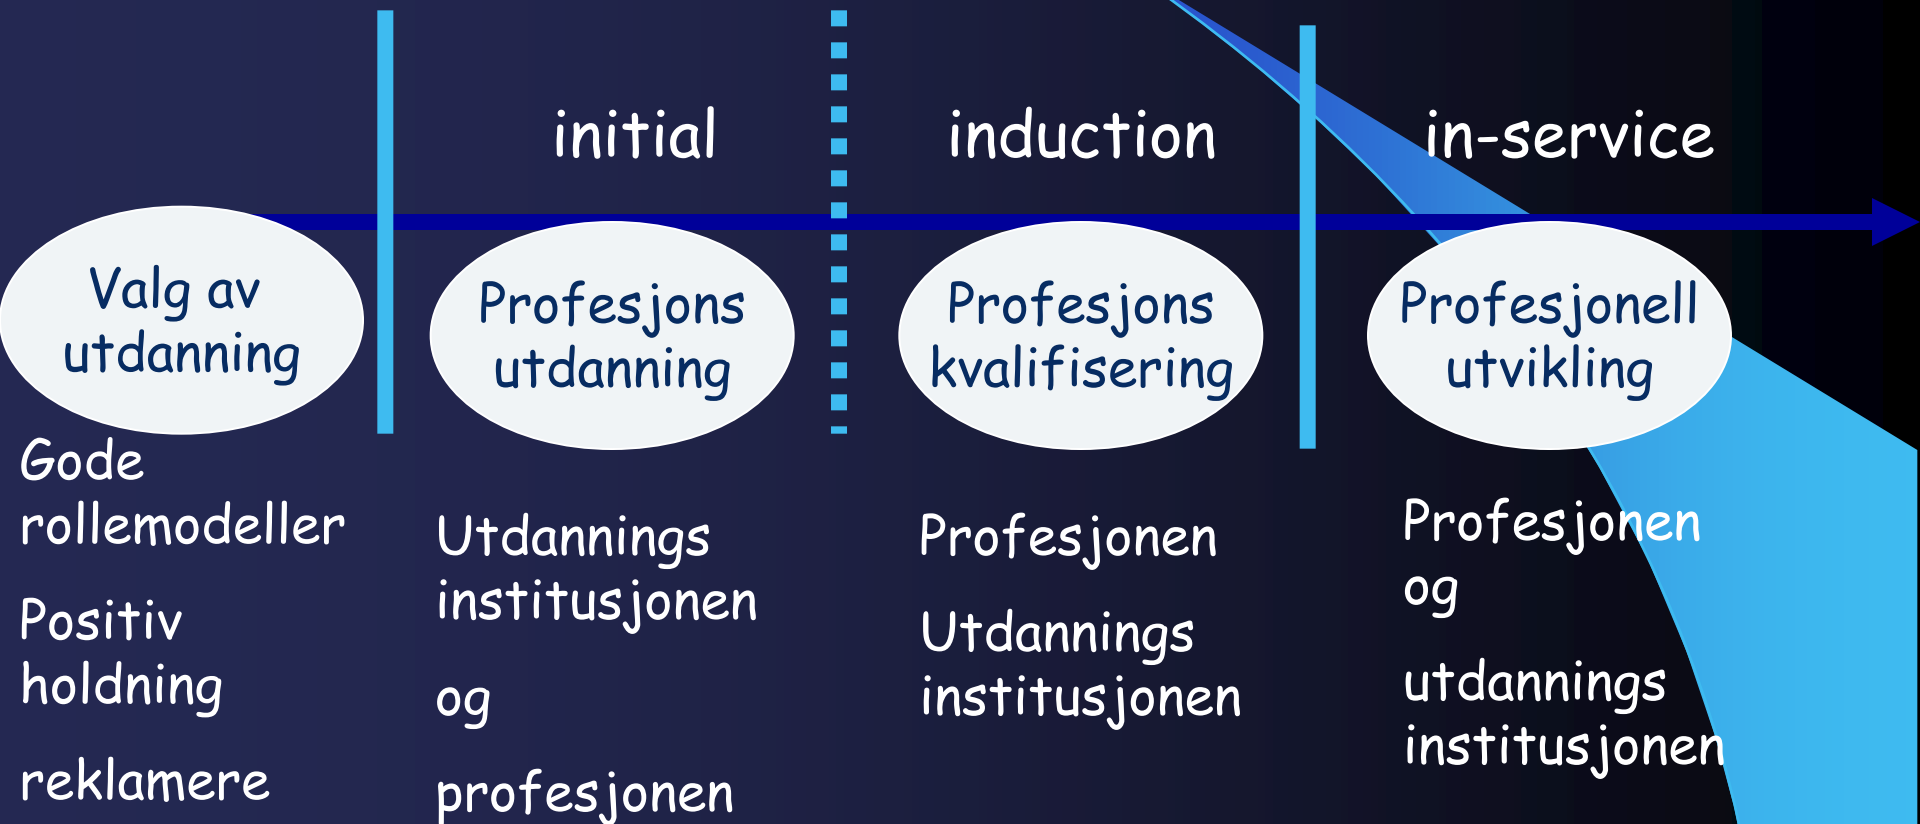 initial
induction
in-service
Valg av
utdanning
Profesjons
utdanning
Profesjons
kvalifisering
Profesjonell
utvikling
Gode
rollemodeller
Positiv
holdning
reklamere
Utdannings
institusjonen
og
profesjonen
Profesjonen
Utdannings
institusjonen
Profesjonen
og
utdannings
institusjonen